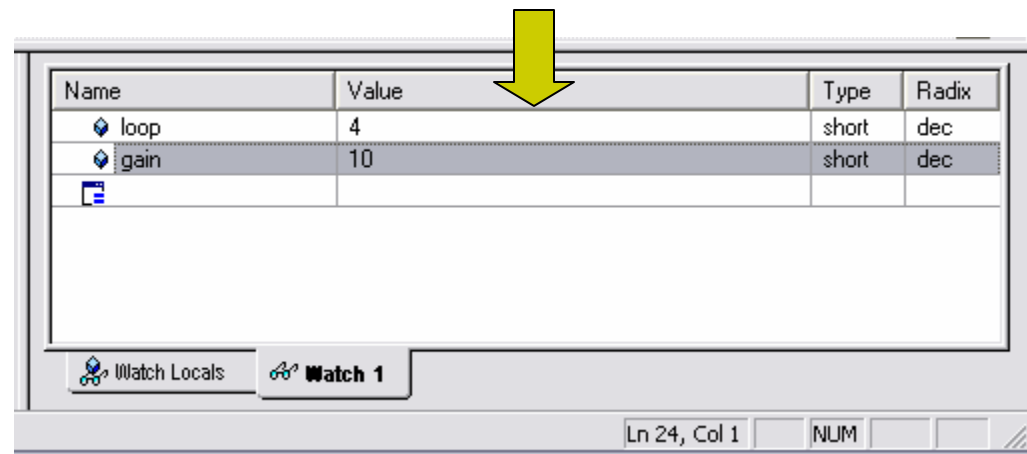 Name Value Type Radix
loop 4 short dec
gain 10 short dec
Watch Locals Watch 1
Ln 24, Col 1 NUM